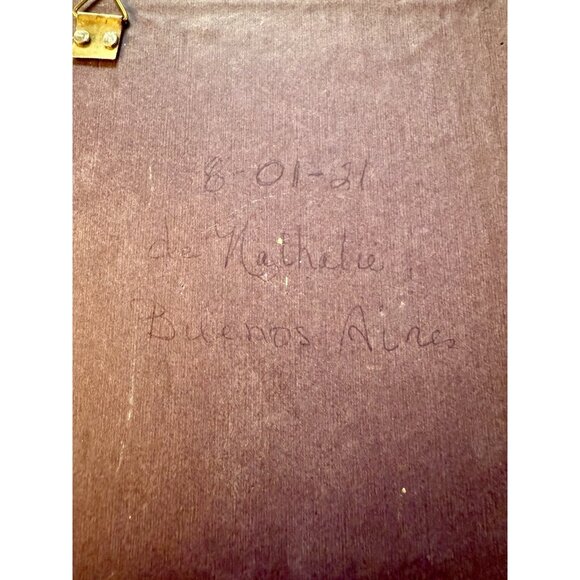 8-01-21
de Nathalie,
Buenos Aires